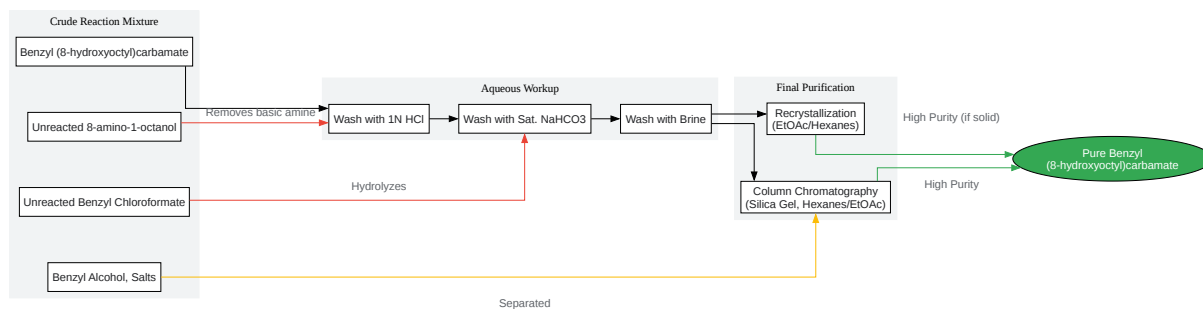 Crude Reaction Mixture
Benzyl (8-hydroxyoctyl)carbamate
Unreacted 8-amino-1-octanol
Unreacted Benzyl Chloroformate
Benzyl Alcohol, Salts
Removes basic amine
Hydrolyzes
Separated
Aqueous Workup
Wash with 1N HCl
Wash with Sat. NaHCO3
Wash with Brine
Final Purification
Recrystallization
(EtOAc/Hexanes)
Column Chromatography
(Silica Gel, Hexanes/EtOAc)
High Purity (if solid)
High Purity
Pure Benzyl
(8-hydroxyoctyl)carbamate